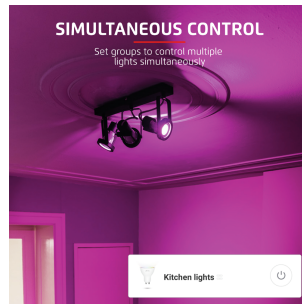 SIMULTANEOUS CONTROL
Set groups to control multiple
lights simultaneously
Kitchen lights